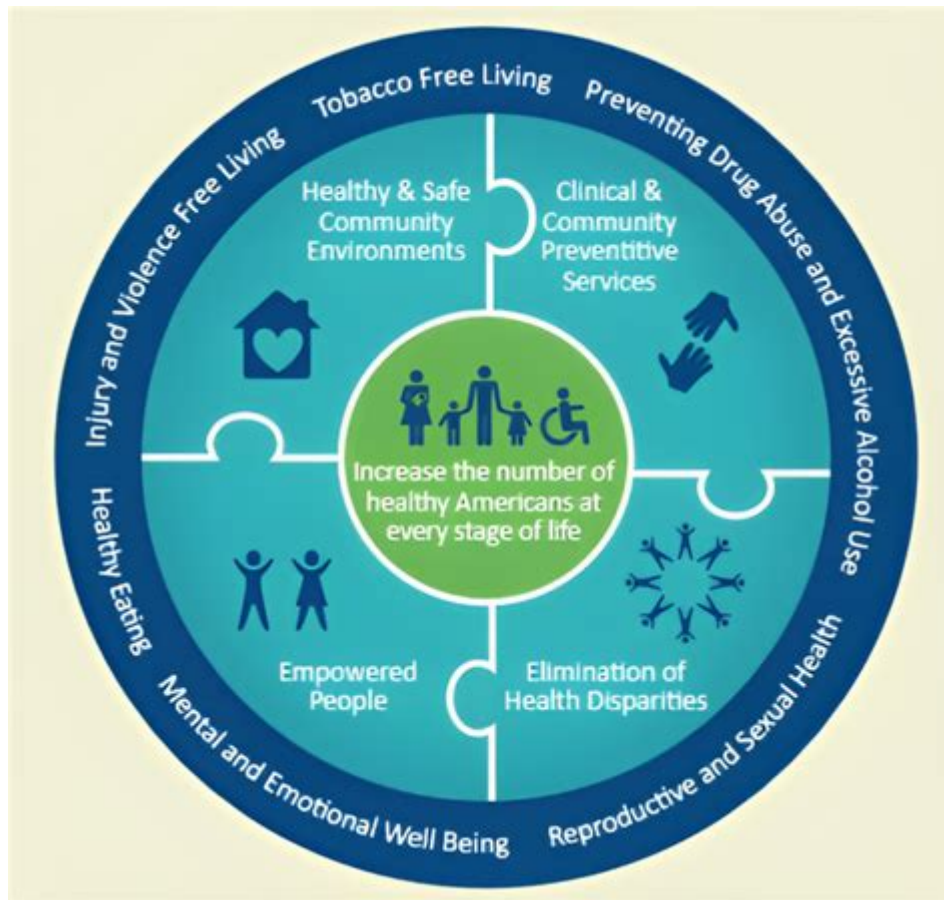 Tobacco Free Living
Preventing Drug Abuse and Excessive Alcohol Use
Reproductive and Sexual Health
Mental and Emotional Well Being
Healthy Eating
Injury and Violence Free Living
Healthy & Safe
Community
Environments
Clinical &
Community
Preventitive
Services
Increase the number of
healthy Americans at
every stage of life
Empowered
People
Elimination of
Health Disparities